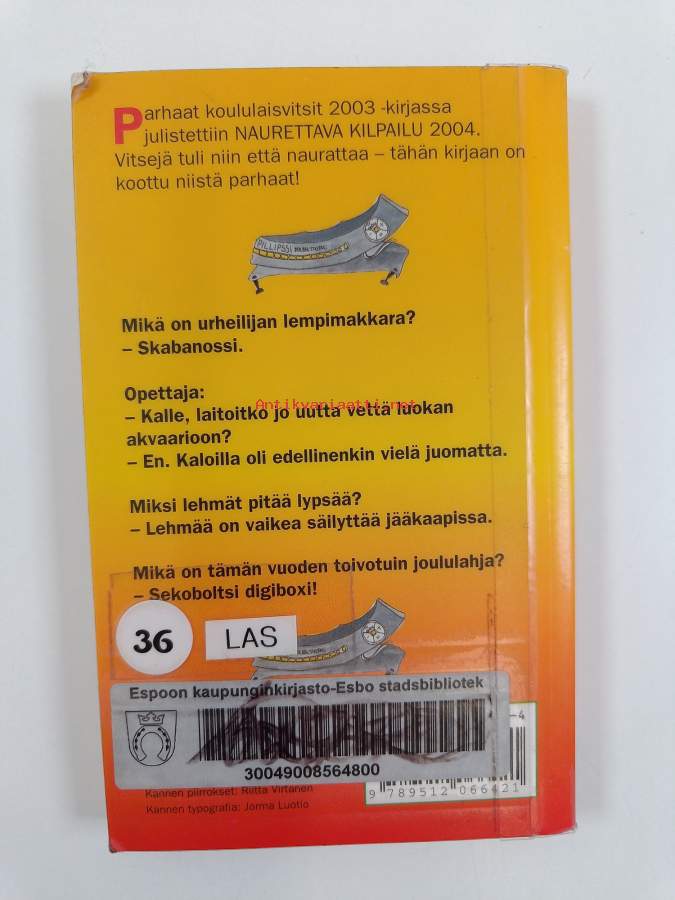 Parhaat koululaisvitsit 2003 -kirjassa
julistettiin NAURETTAVA KILPAILU 2004.
Vitsejä tuli niin että naurattaa – tähän kirjaan on
koottu niistä parhaat!
PILLIPSSI
Mikä on urheilijan lempimakkara?
– Skabanossi.
Opettaja:
Antikvariaatti.net
– Kalle, laitoitko jo uutta vettä luokan
akvaarioon?
– En. Kaloilla oli edellinenkin vielä juomatta.
Miksi lehmät pitää lypsää?
– Lehmää on vaikea säilyttää jääkaapissa.
Mikä on tämän vuoden toivotuin joululahja?
– Sekoboltsi digiboxi!
36
LAS
Espoon kaupunginkirjasto-Esbo stadsbibliotek
-4
30049008564800
Kannen piirrokset: Riitta Virtanen
Kannen typografia: Jorma Luotio
9 789512 066421